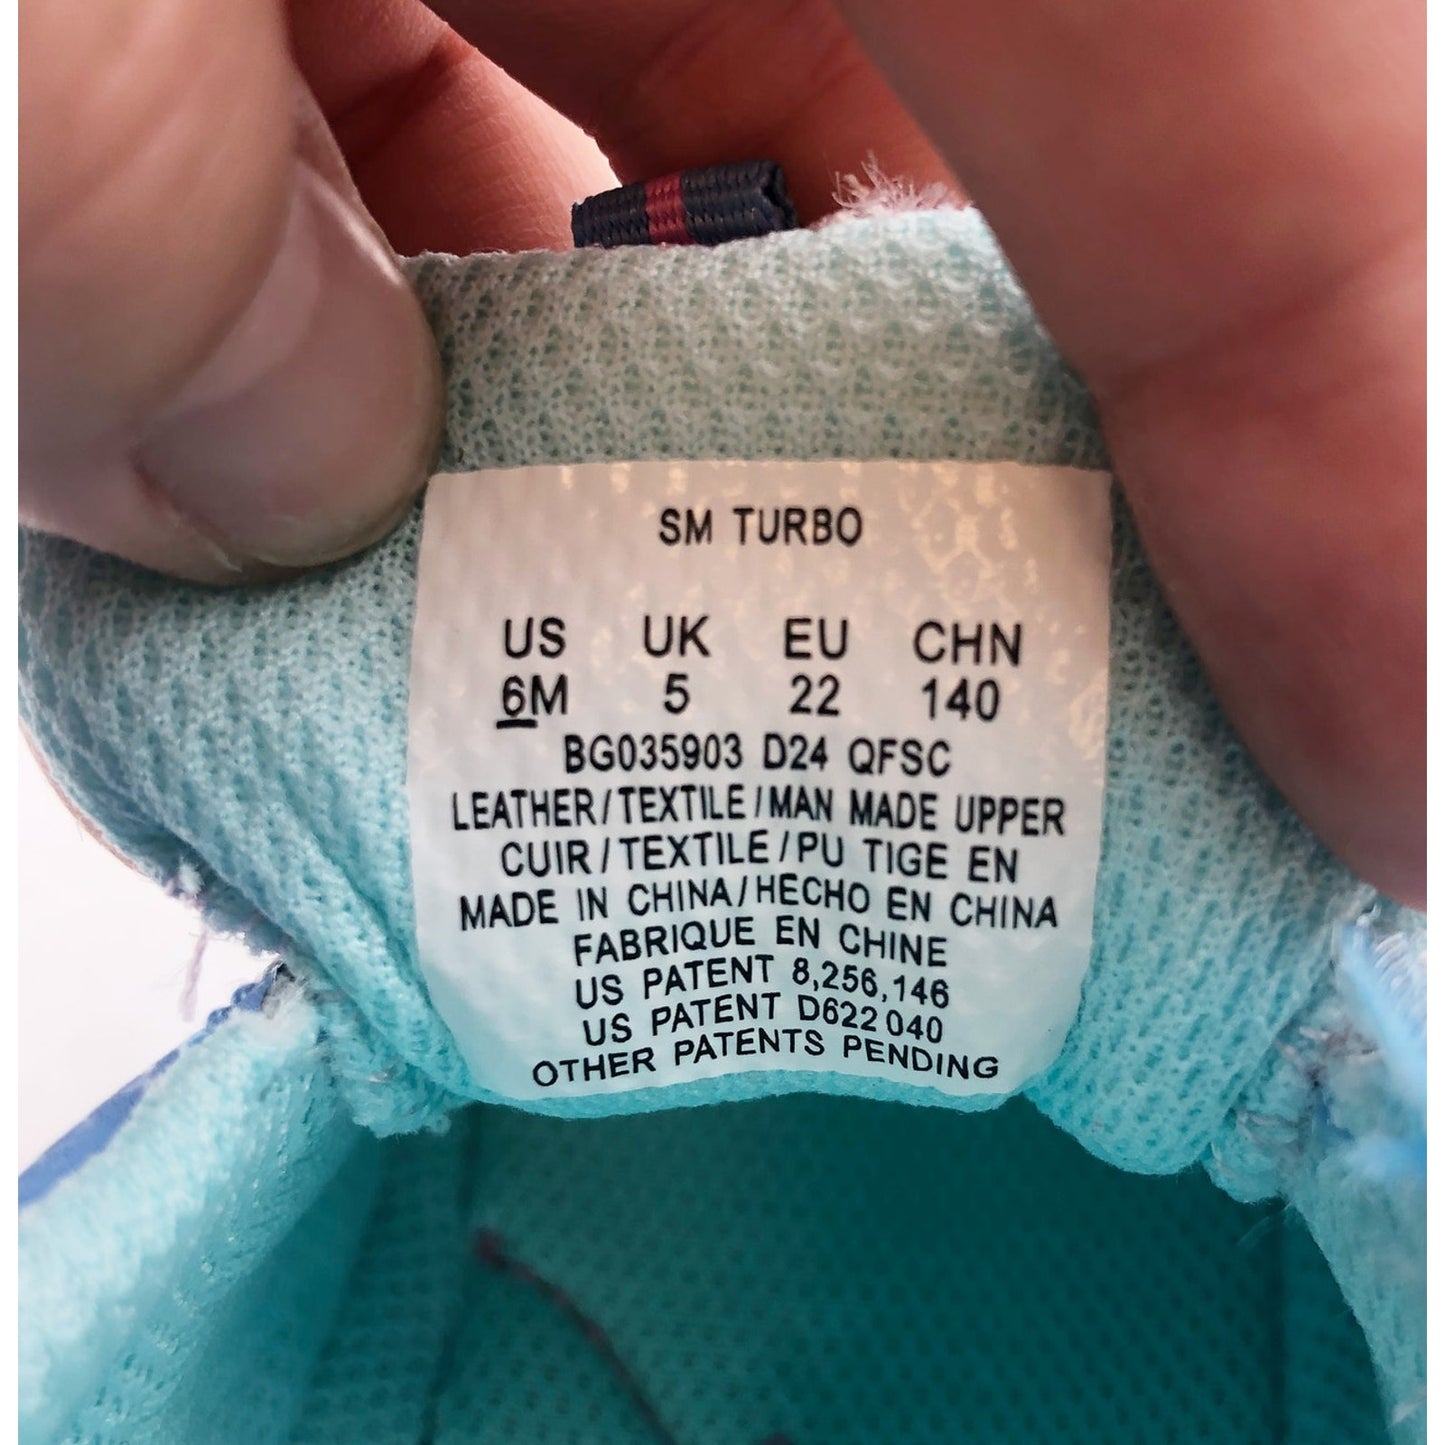 SM TURBO
US UK EU CHN
6M 5 22 140
BG035903 D24 QFSC
LEATHER/TEXTILE/MAN MADE UPPER
CUIR/TEXTILE/PU TIGE EN
MADE IN CHINA/HECHO EN CHINA
FABRIQUE EN CHINE
US PATENT 8,256,146
US PATENT D622 040
OTHER PATENTS PENDING